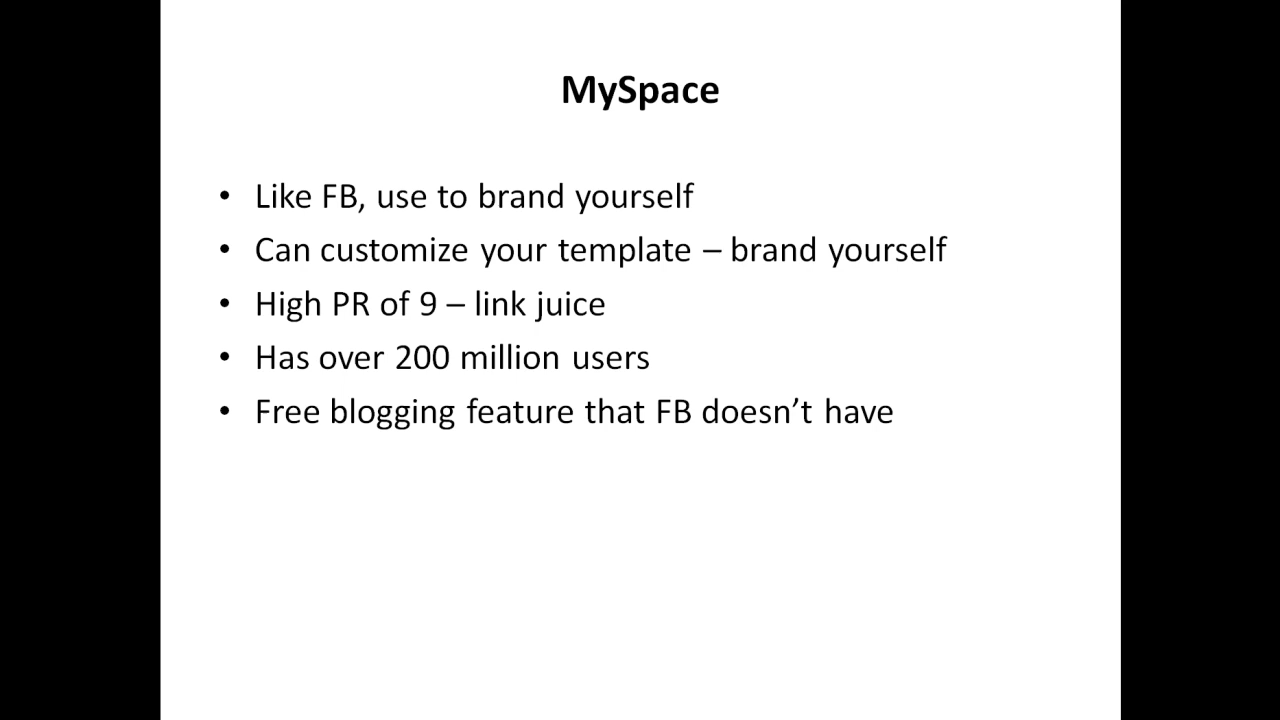 MySpace
• Like FB, use to brand yourself
• Can customize your template – brand yourself
• High PR of 9 – link juice
• Has over 200 million users
• Free blogging feature that FB doesn’t have